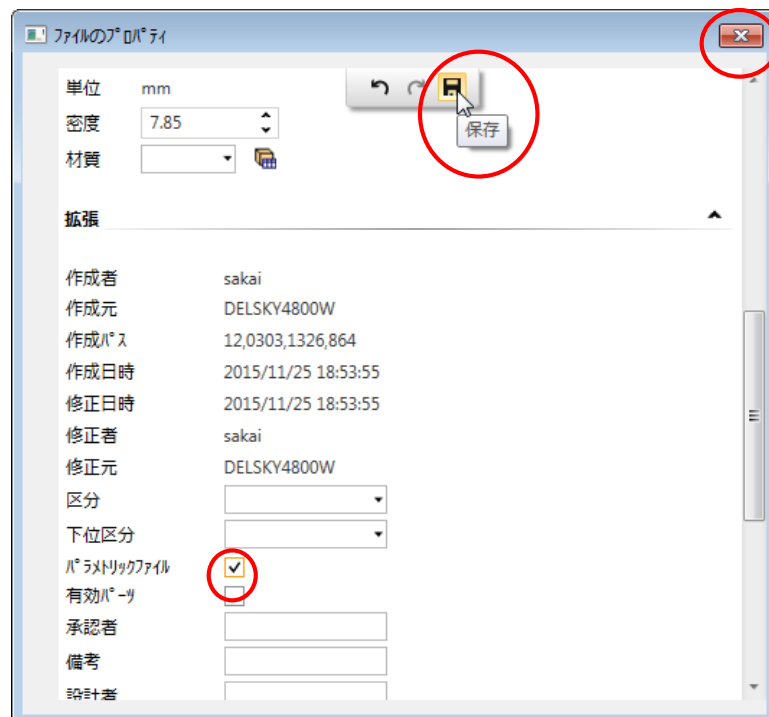 ﾌｧｲﾙのﾌﾟﾛﾊﾟﾃｨ
単位 mm
密度 7.85
保存
材質
拡張
作成者 sakai
作成元 DELSKY4800W
作成ﾊﾟｽ 12,0303,1326,864
作成日時 2015/11/25 18:53:55
修正日時 2015/11/25 18:53:55
修正者 sakai
修正元 DELSKY4800W
区分
下位区分
ﾊﾟﾗﾒﾄﾘｯｸﾌｧｲﾙ
有効ﾊﾟｰﾂ
承認者
備考
設計者